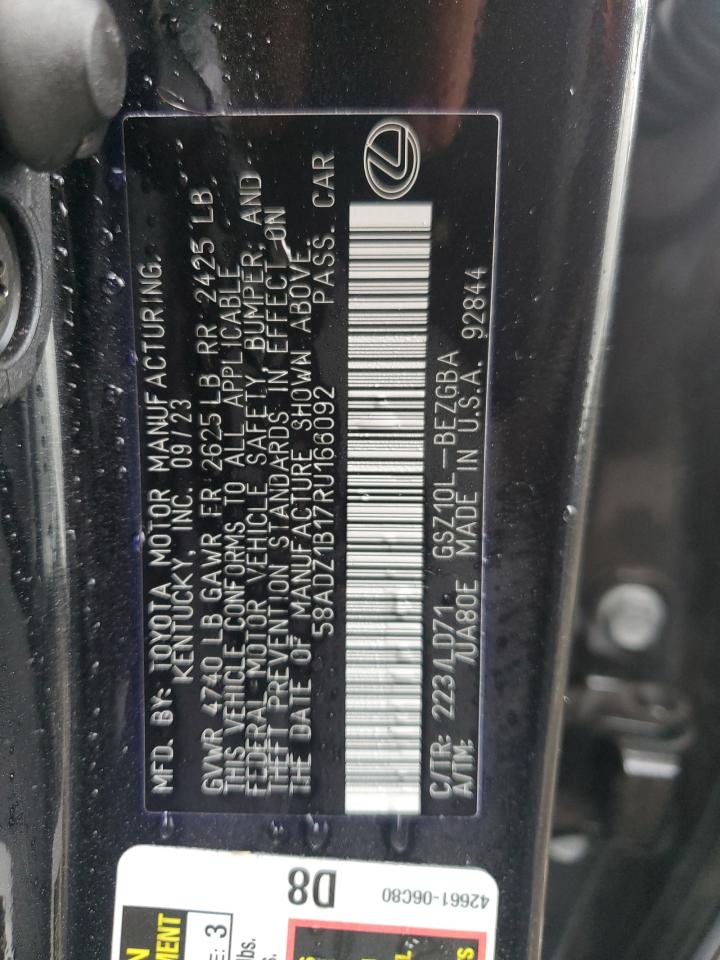 MFD. BY: TOYOTA MOTOR MANUFACTURING,
KENTUCKY, INC. 09/23
GVWR 4740 LB GAWR FR 2625 LB RR 2425 LB
THIS VEHICLE CONFORMS TO ALL APPLICABLE
FEDERAL MOTOR VEHICLE SAFETY, BUMPER, AND
THEFT PREVENTION STANDARDS IN EFFECT ON
THE DATE OF MANUFACTURE SHOWN ABOVE.
58ADZ1B17RU166092 PASS. CAR
C/TR: 223/LD71 GSZ10L-BEZGBA
A/TM: /UA80E MADE IN U.S.A. 92844
D8
42661-06C80
3
lbs.